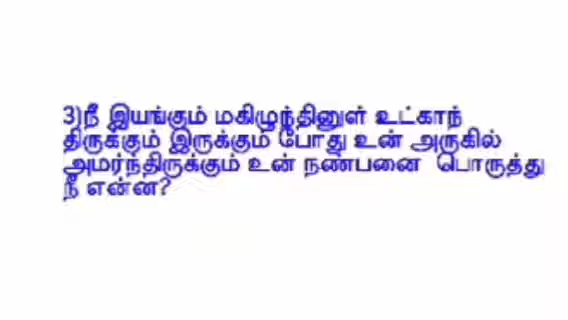 3)நீ இயங்கும் மகிழுந்தினுள் உட்காந்
திருக்கும் இருக்கும் போது உன் அருகில்
அமர்ந்திருக்கும் உன் நண்பனை பொருத்து
நீ என்ன?